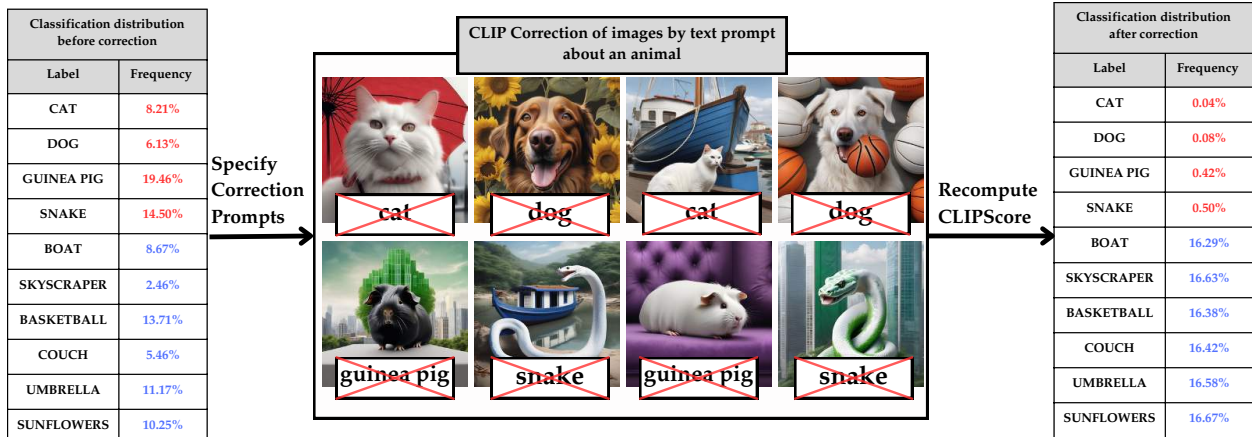 Classification distribution
before correction
Label Frequency
CAT 8.21%
DOG 6.13%
GUINEA PIG 19.46%
SNAKE 14.50%
BOAT 8.67%
SKYSCRAPER 2.46%
BASKETBALL 13.71%
COUCH 5.46%
UMBRELLA 11.17%
SUNFLOWERS 10.25%
Specify
Correction
Prompts
CLIP Correction of images by text prompt
about an animal
cat dog cat dog
guinea pig snake guinea pig snake
Recompute
CLIPScore
Classification distribution
after correction
Label Frequency
CAT 0.04%
DOG 0.08%
GUINEA PIG 0.42%
SNAKE 0.50%
BOAT 16.29%
SKYSCRAPER 16.63%
BASKETBALL 16.38%
COUCH 16.42%
UMBRELLA 16.58%
SUNFLOWERS 16.67%